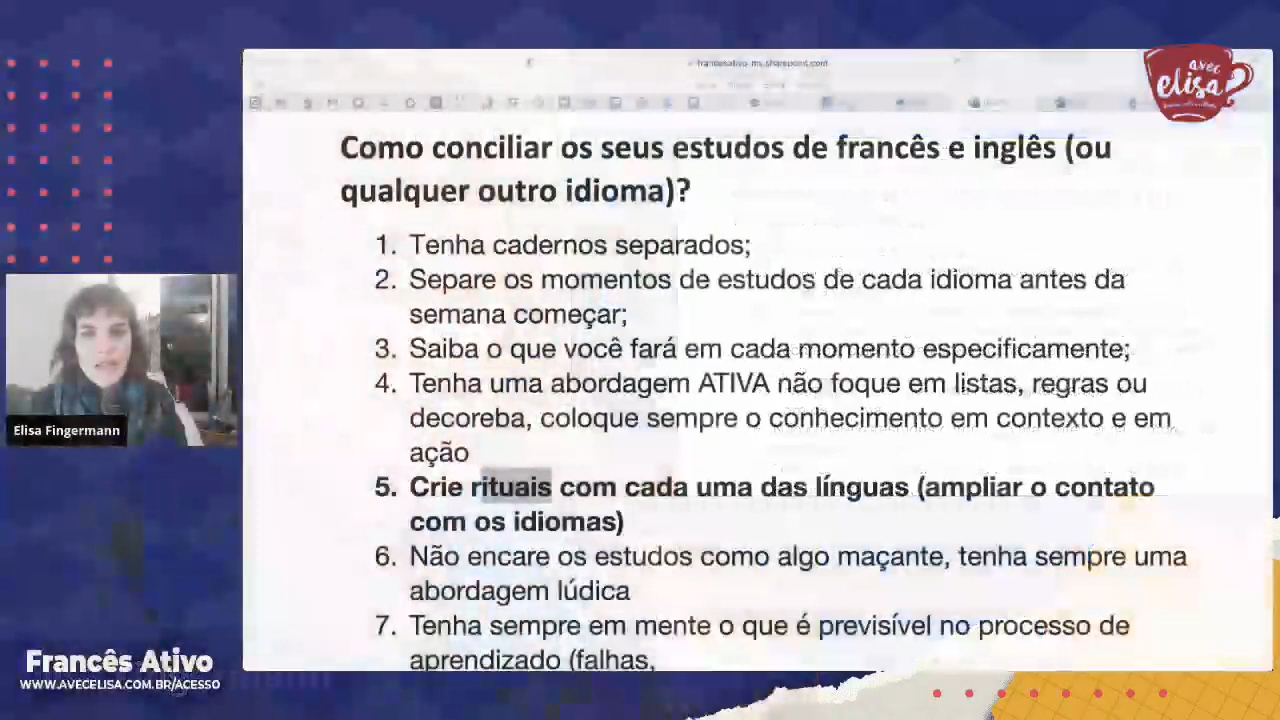 francesativo-my.sharepoint.com
avec
elisa
Como conciliar os seus estudos de francês e inglês (ou
qualquer outro idioma)?
1. Tenha cadernos separados;
2. Separe os momentos de estudos de cada idioma antes da
semana começar;
3. Saiba o que você fará em cada momento especificamente;
4. Tenha uma abordagem ATIVA não foque em listas, regras ou
decoreba, coloque sempre o conhecimento em contexto e em
ação
5. Crie rituais com cada uma das línguas (ampliar o contato
com os idiomas)
6. Não encare os estudos como algo maçante, tenha sempre uma
abordagem lúdica
7. Tenha sempre em mente o que é previsível no processo de
aprendizado (falhas,
Elisa Fingermann
Francês Ativo
WWW.AVECELISA.COM.BR/ACESSO